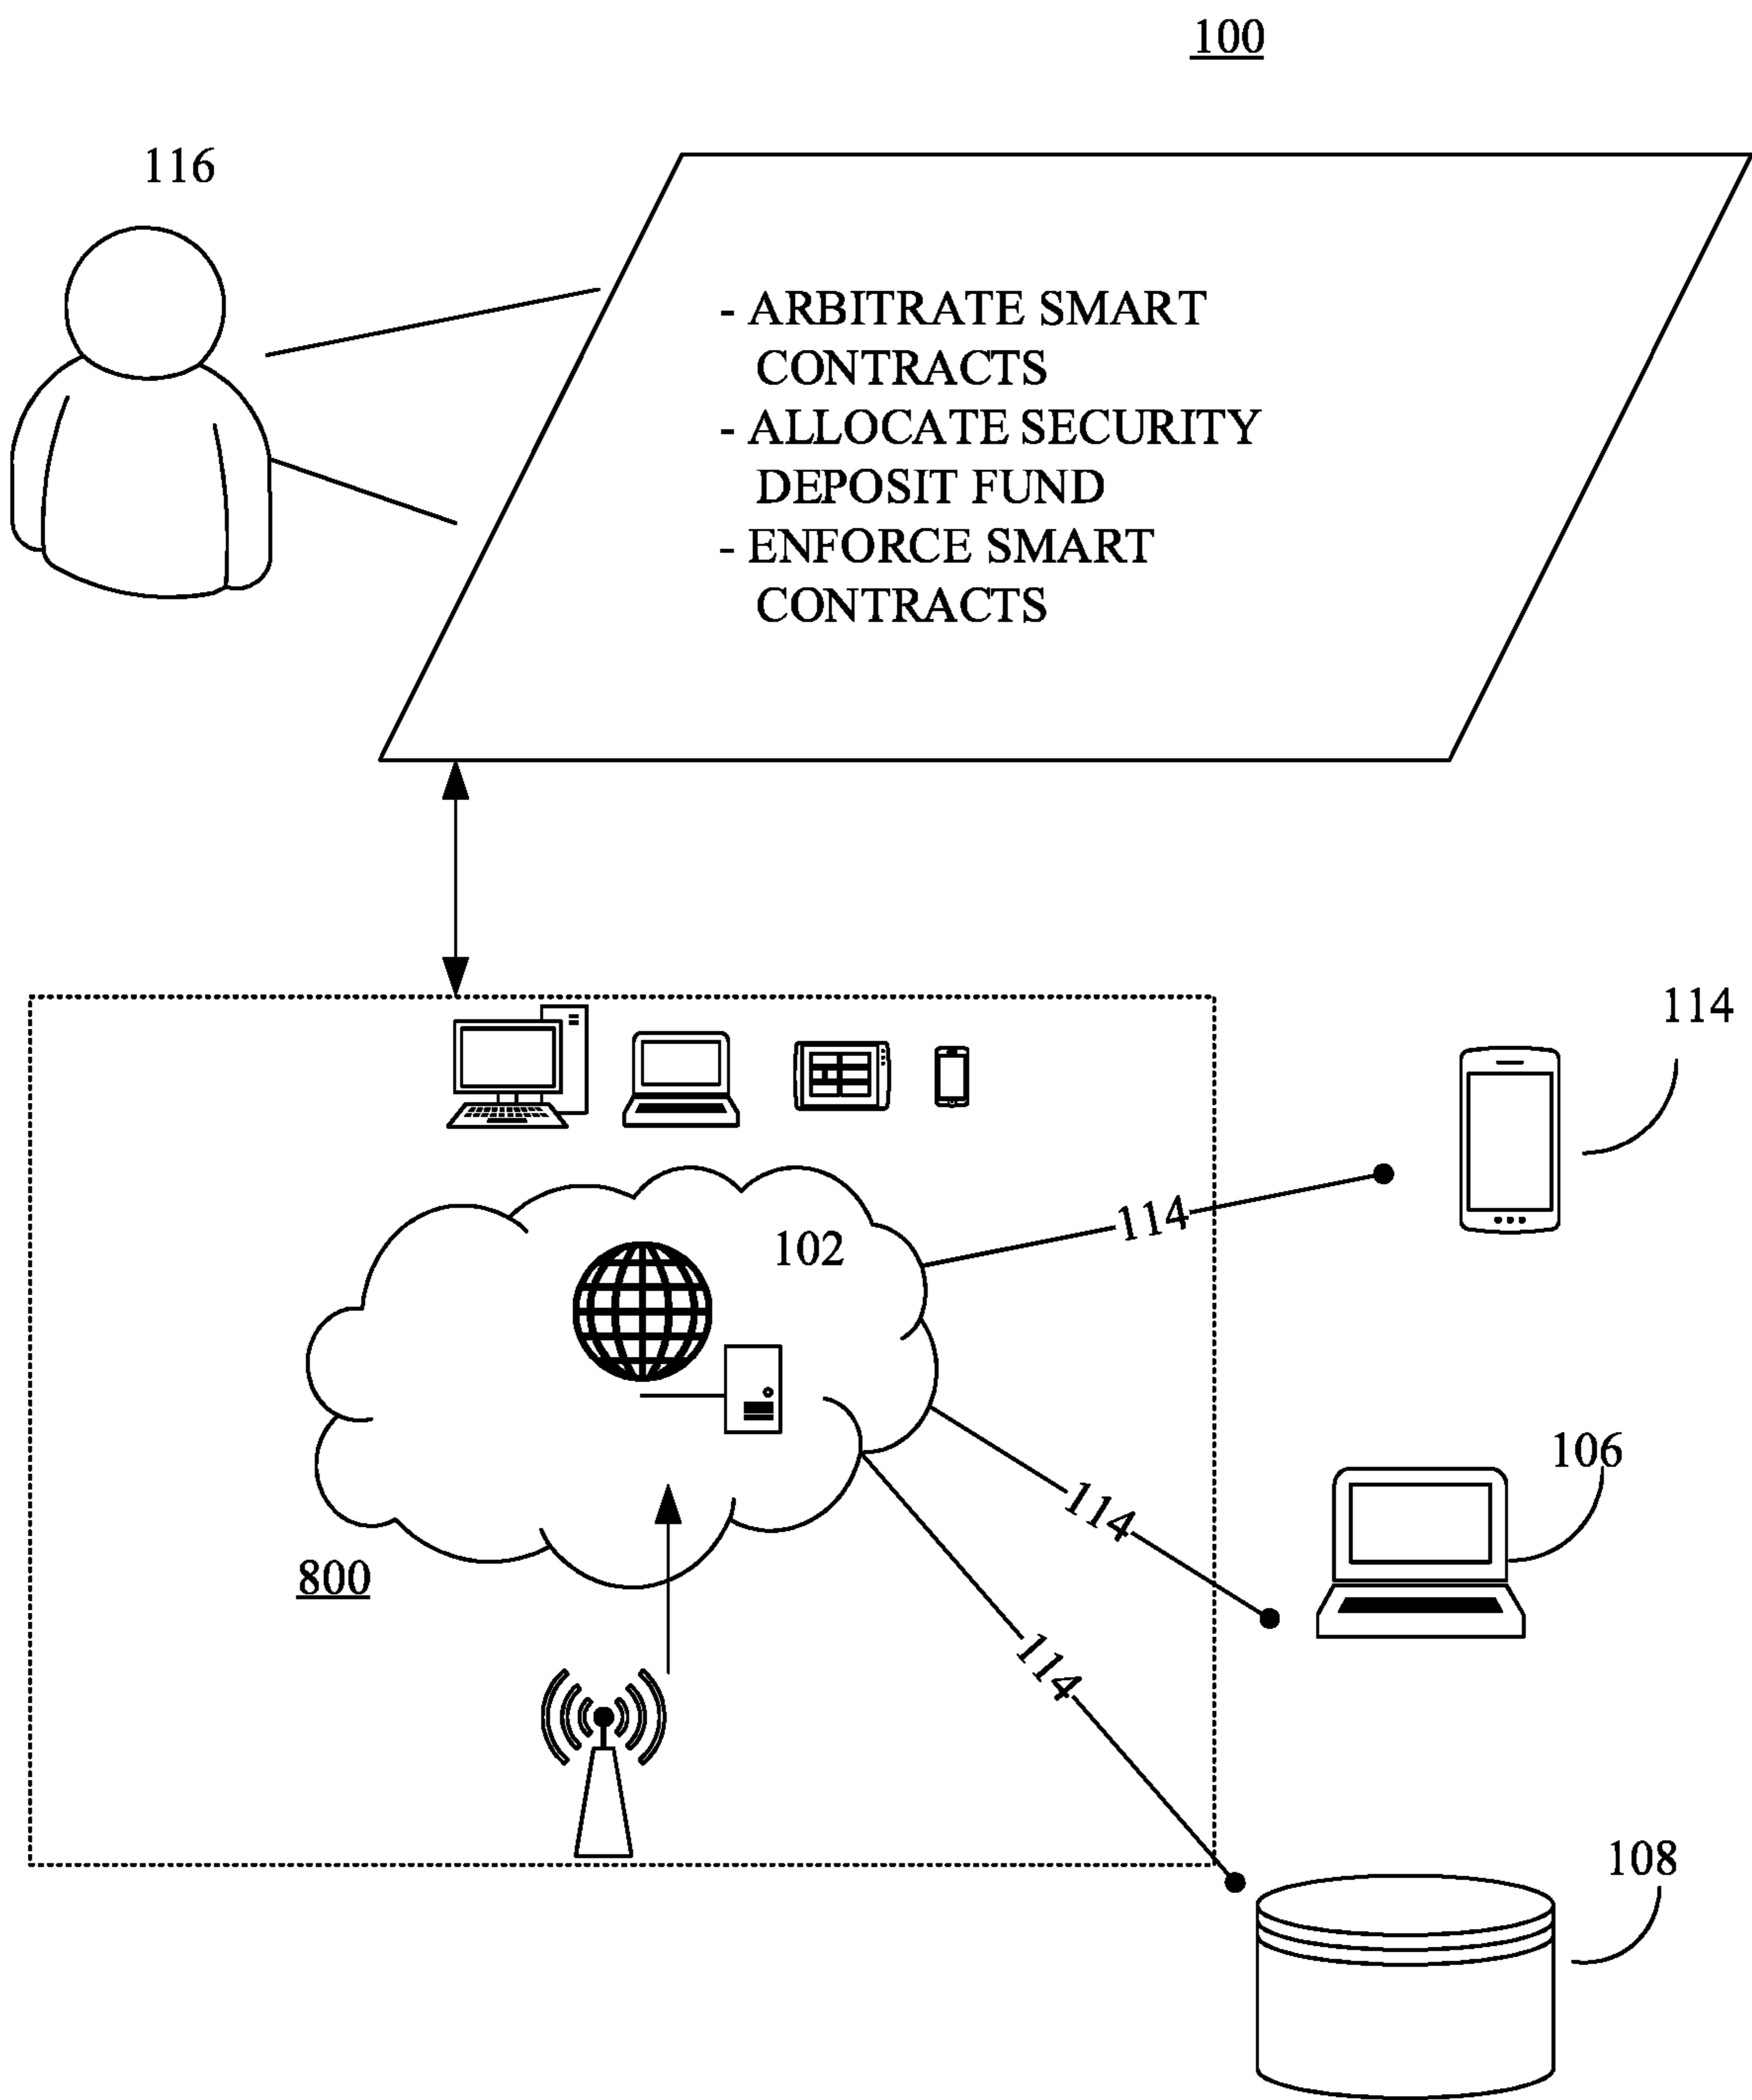 100
116
- ARBITRATE SMART
CONTRACTS
- ALLOCATE SECURITY
DEPOSIT FUND
- ENFORCE SMART
CONTRACTS
114
114
102
106
114
800
114
108